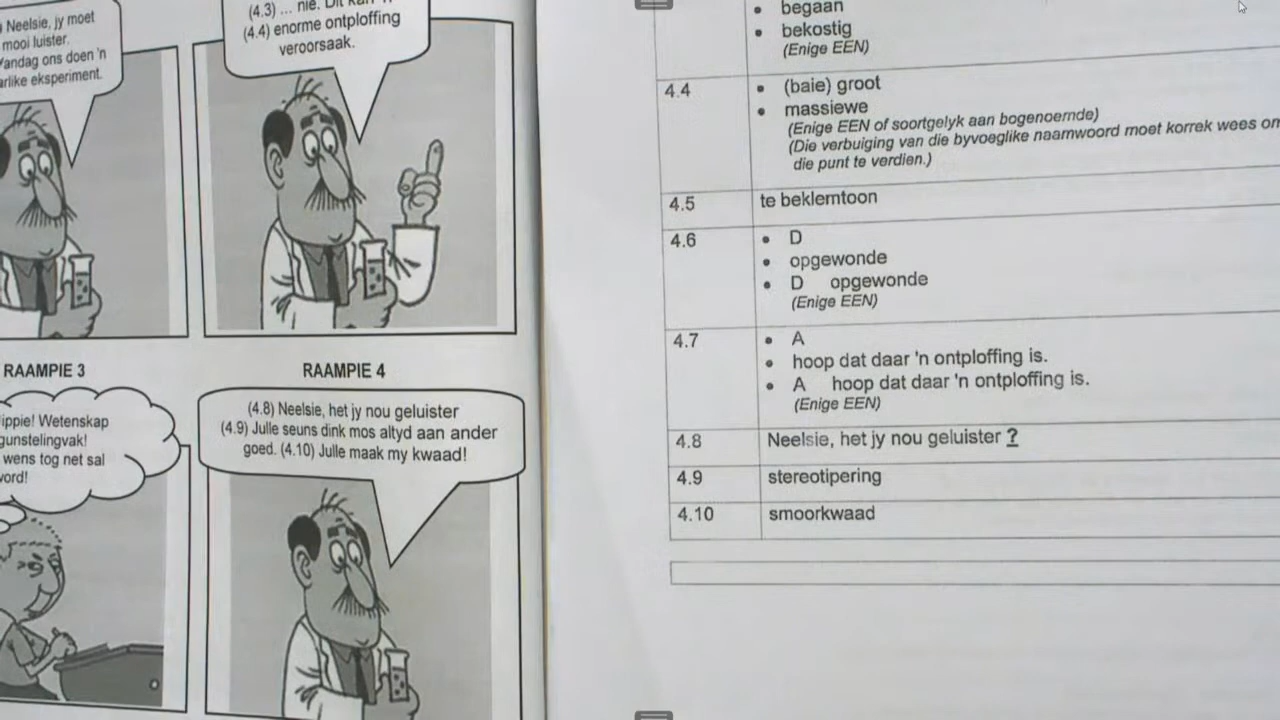 Neelsie, jy moet
mooi luister.
Vandag ons doen 'n
eksperiment.
(4.3) ... nie. Dit kan 'n
(4.4) enorme ontploffing
veroorsaak.
RAAMPIE 3
RAAMPIE 4
ippie! Wetenskap
gunstelingvak!
wens tog net sal
word!
(4.8) Neelsie, het jy nou geluister
(4.9) Julle seuns dink mos altyd aan ander
goed. (4.10) Julle maak my kwaad!
• begaan
• bekostig
(Enige EEN)
4.4 • (baie) groot
• massiewe
(Enige EEN of soortgelyk aan bogenoemde)
(Die verbuiging van die byvoeglike naamwoord moet korrek wees om
die punt te verdien.)
4.5 te beklemtoon
4.6 • D
• opgewonde
• D opgewonde
(Enige EEN)
4.7 • A
• hoop dat daar 'n ontploffing is.
• A hoop dat daar 'n ontploffing is.
(Enige EEN)
4.8 Neelsie, het jy nou geluister ?
4.9 stereotipering
4.10 smoorkwaad